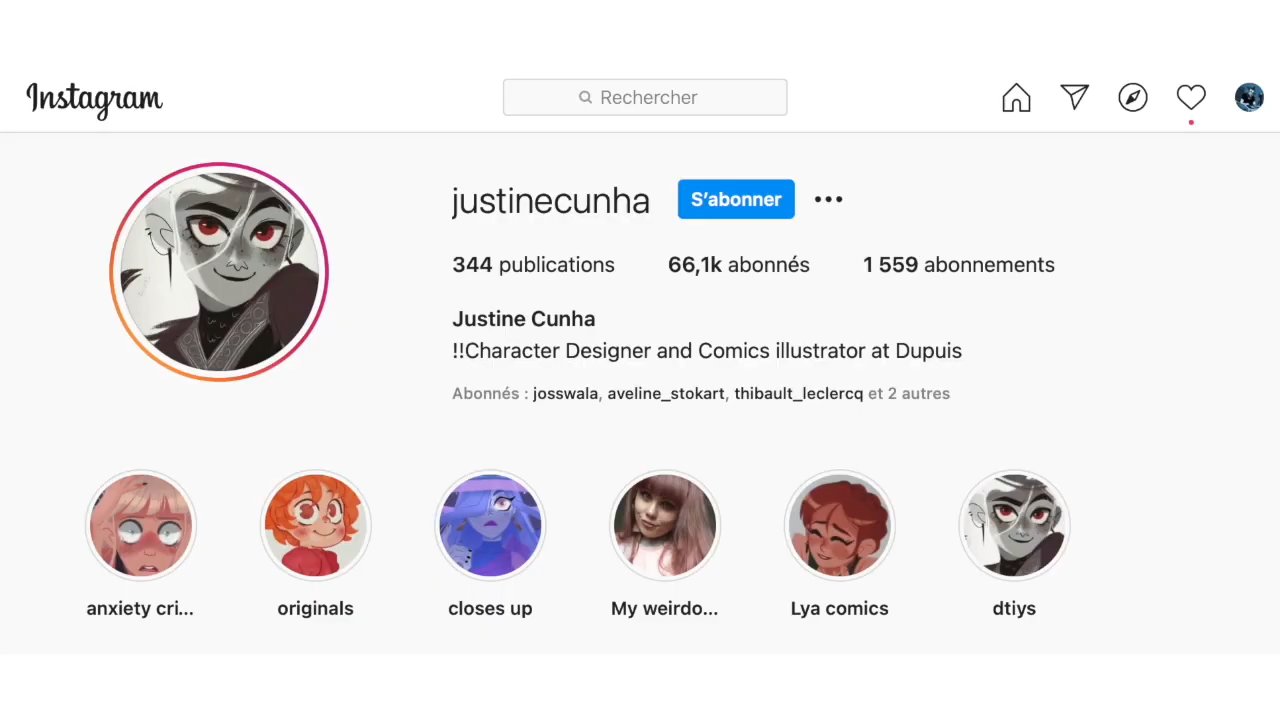 Instagram
Rechercher
justinecunha S'abonner
344 publications 66,1k abonnés 1 559 abonnements
Justine Cunha
!!Character Designer and Comics illustrator at Dupuis
Abonnés : josswala, aveline_stokart, thibault_leclercq et 2 autres
anxiety cri... originals closes up My weirdo... Lya comics dtiys